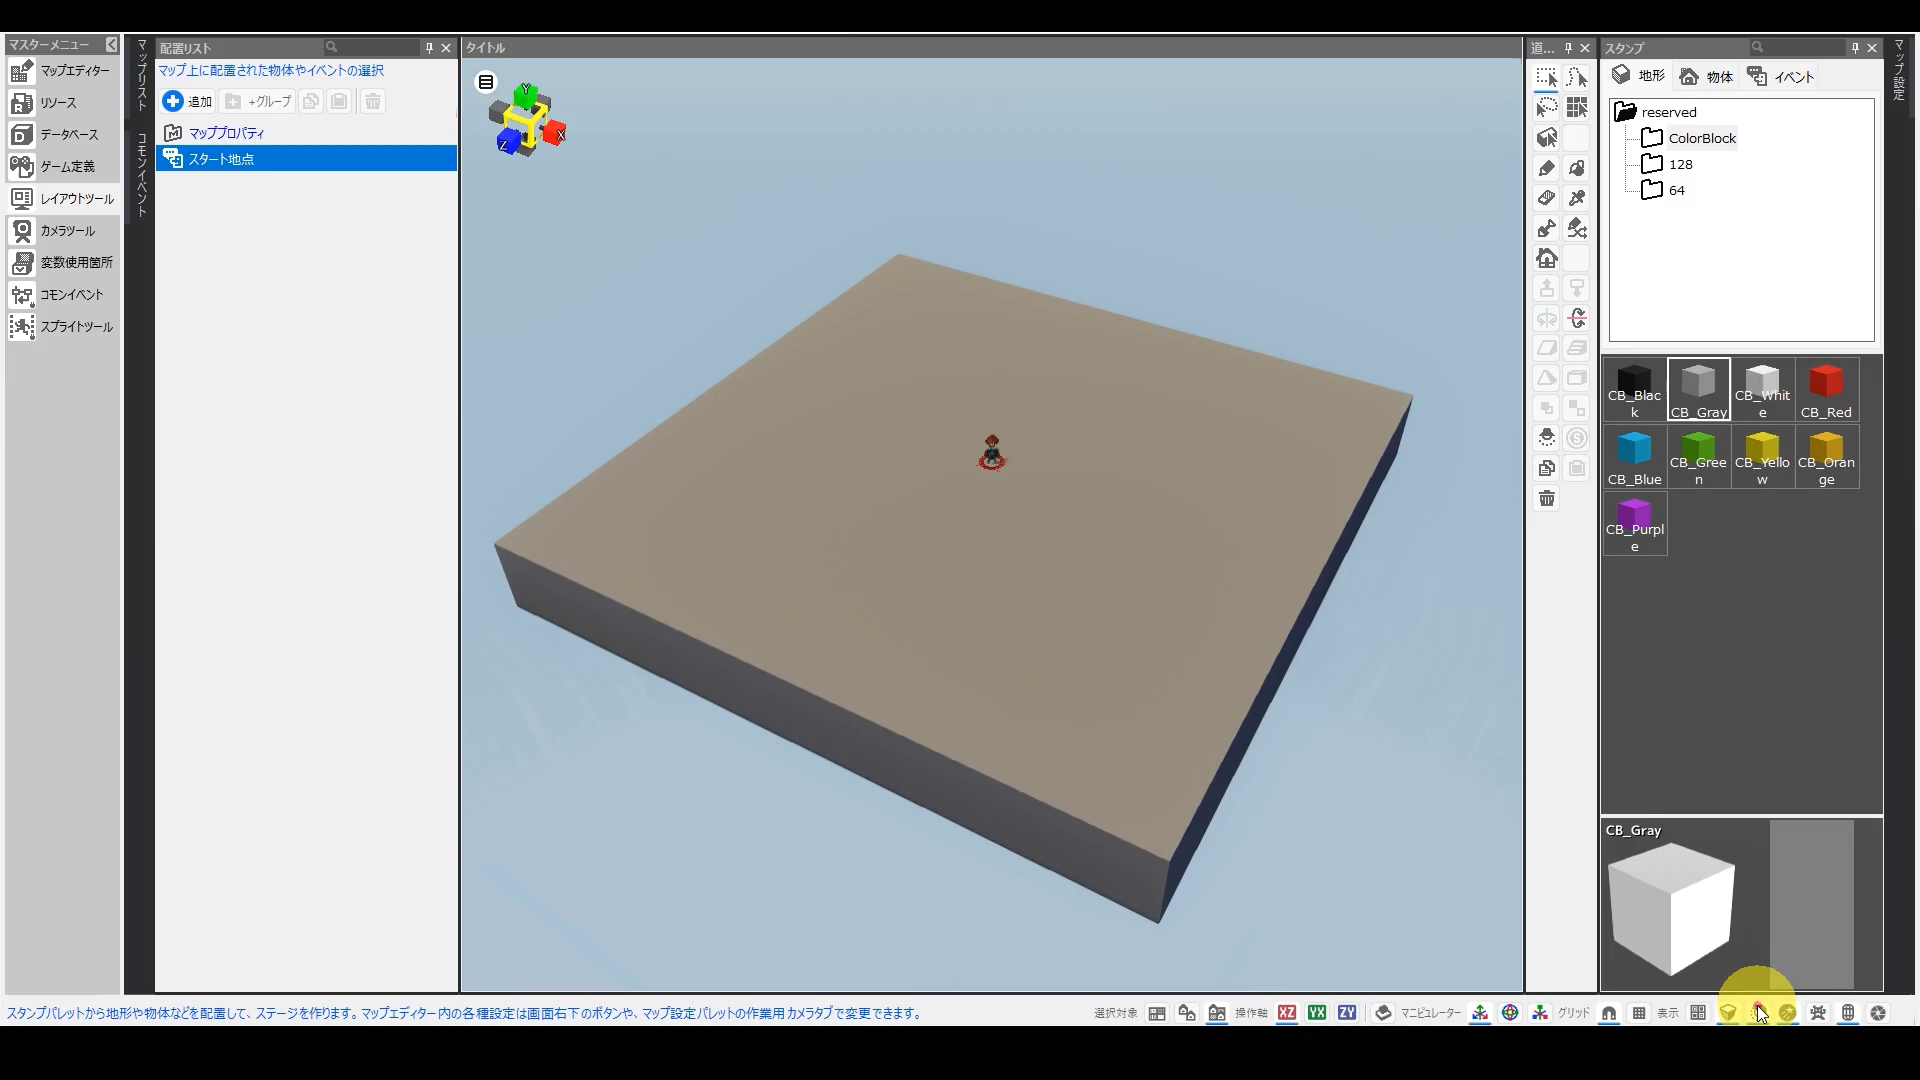 マスターメニュー
マップエディター
リソース
データベース
ゲーム定義
レイアウトツール
カメラツール
変数使用箇所
コモンイベント
スプライトツール
マップリスト
コモンイベント
配置リスト
マップ上に配置された物体やイベントの選択
追加
+グループ
マッププロパティ
スタート地点
タイトル
Y
X
Z
道...
スタンプ
地形
物体
イベント
reserved
ColorBlock
128
64
CB_Blac
k
CB_Gray
CB_Whit
e
CB_Red
CB_Blue
CB_Gree
n
CB_Yello
w
CB_Oran
ge
CB_Purpl
e
CB_Gray
マップ設定
スタンプパレットから地形や物体などを配置して、ステージを作ります。マップエディター内の各種設定は画面右下のボタンや、マップ設定パレットの作業用カメラタブで変更できます。
選択対象
操作軸
XZ
YX
ZY
マニピュレーター
グリッド
表示